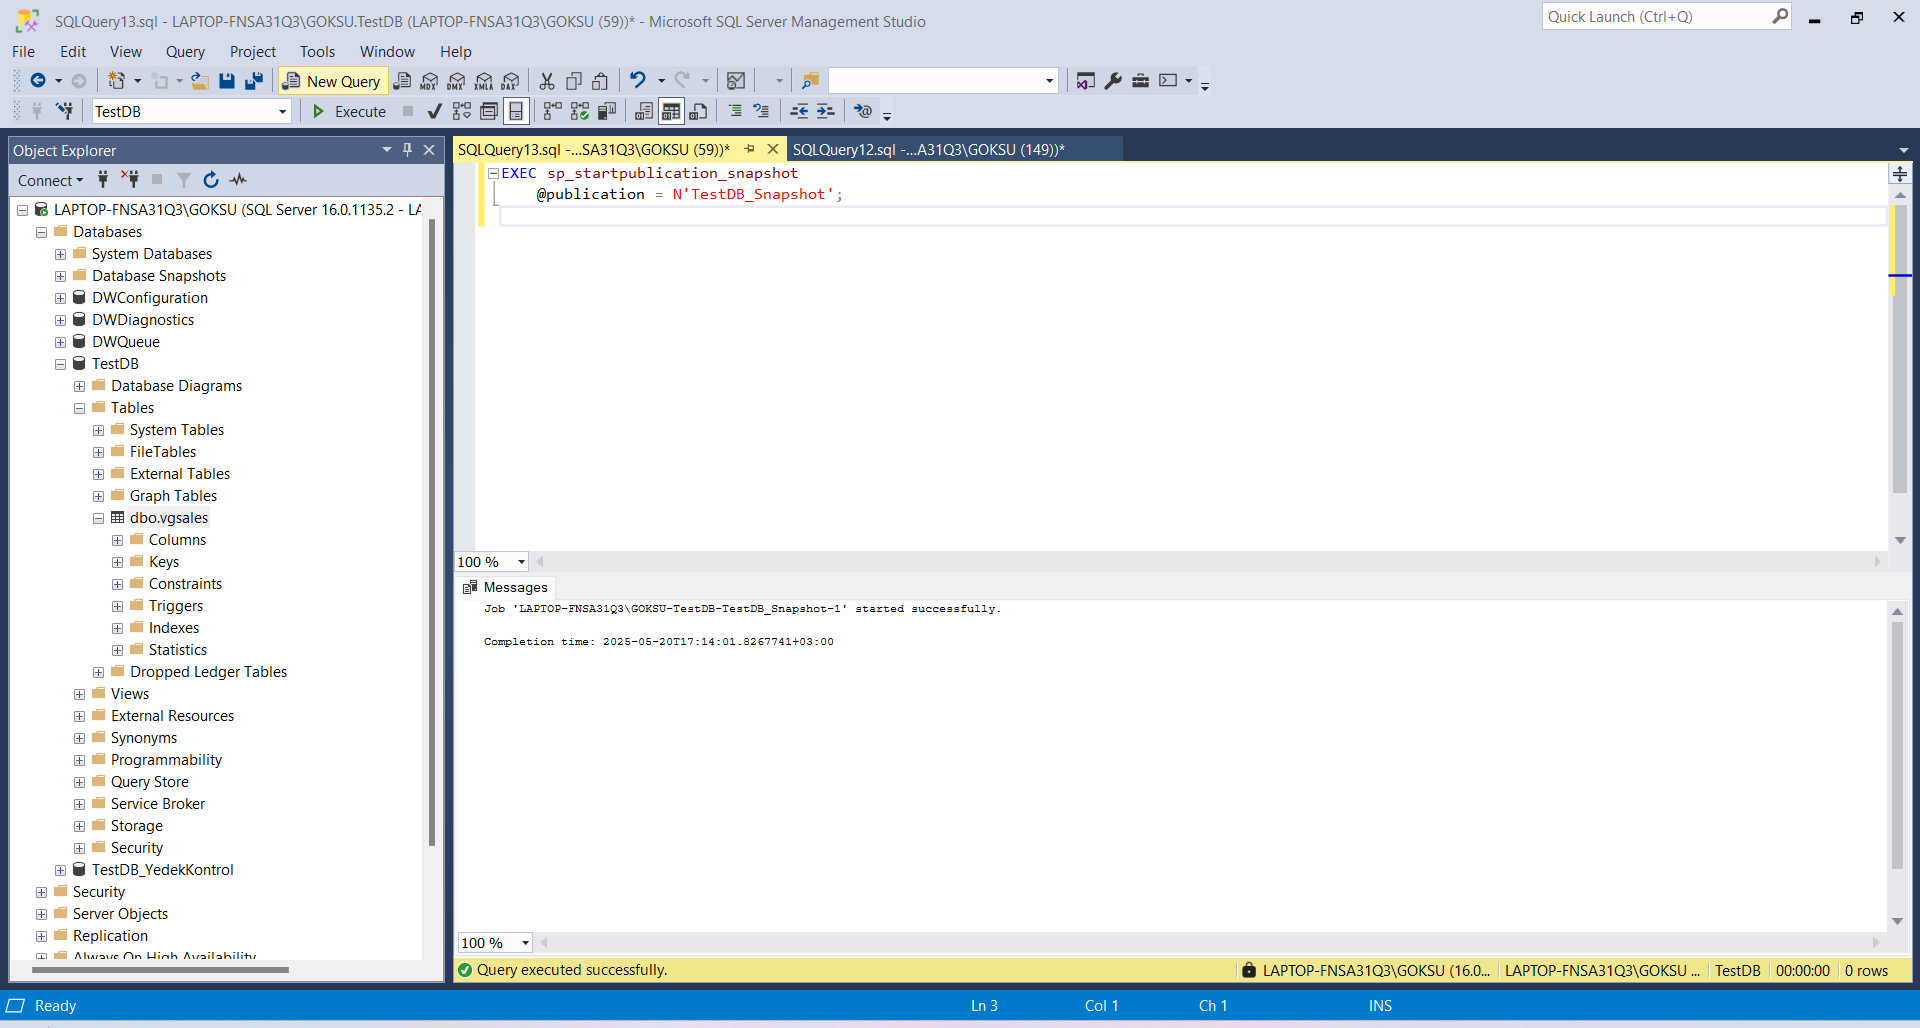 SQLQuery13.sql - LAPTOP-FNSA31Q3\GOKSU.TestDB (LAPTOP-FNSA31Q3\GOKSU (59))* - Microsoft SQL Server Management Studio
Quick Launch (Ctrl+Q)
File Edit View Query Project Tools Window Help
New Query MDX DMX XMLA DAX
TestDB Execute
Object Explorer
Connect
LAPTOP-FNSA31Q3\GOKSU (SQL Server 16.0.1135.2 - LA
Databases
System Databases
Database Snapshots
DWConfiguration
DWDiagnostics
DWQueue
TestDB
Database Diagrams
Tables
System Tables
FileTables
External Tables
Graph Tables
dbo.vgsales
Columns
Keys
Constraints
Triggers
Indexes
Statistics
Dropped Ledger Tables
Views
External Resources
Synonyms
Programmability
Query Store
Service Broker
Storage
Security
TestDB_YedekKontrol
Security
Server Objects
Replication
Always On High Availability
SQLQuery13.sql -...SA31Q3\GOKSU (59))* SQLQuery12.sql -...A31Q3\GOKSU (149))*
EXEC sp_startpublication_snapshot
@publication = N'TestDB_Snapshot';
100 %
Messages
Job 'LAPTOP-FNSA31Q3\GOKSU-TestDB-TestDB_Snapshot-1' started successfully.
Completion time: 2025-05-20T17:14:01.8267741+03:00
100 %
Query executed successfully. LAPTOP-FNSA31Q3\GOKSU (16.0... LAPTOP-FNSA31Q3\GOKSU ... TestDB 00:00:00 0 rows
Ready Ln 3 Col 1 Ch 1 INS